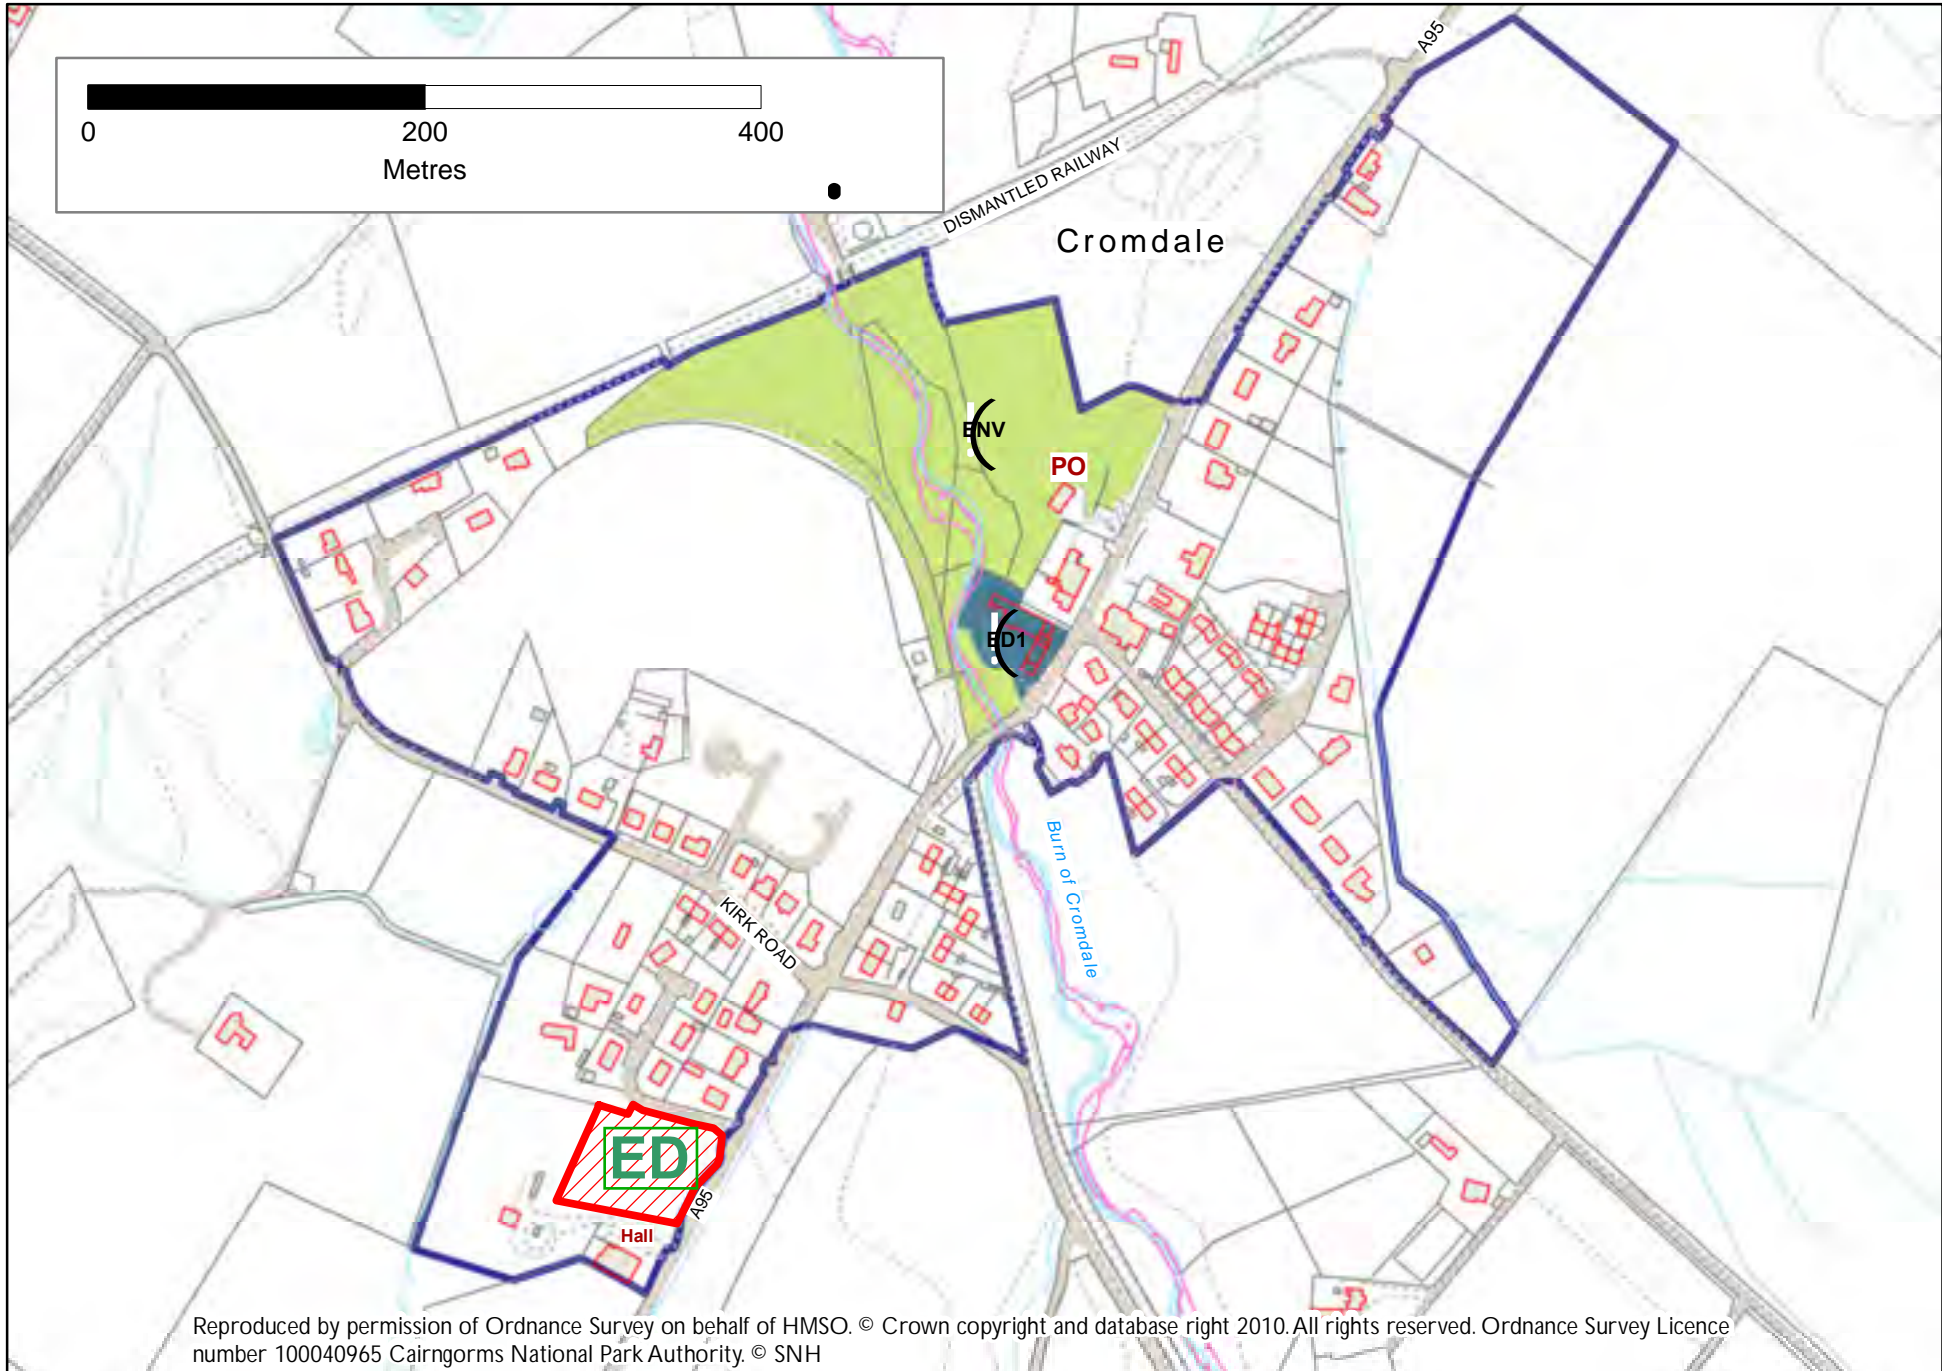 A95
0 200 400
Metres
DISMANTLED RAILWAY
Cromdale
ENV
PO
ED1
Burn of Cromdale
KIRK ROAD
ED
A95
Hall
Reproduced by permission of Ordnance Survey on behalf of HMSO. © Crown copyright and database right 2010. All rights reserved. Ordnance Survey Licence
number 100040965 Cairngorms National Park Authority. © SNH